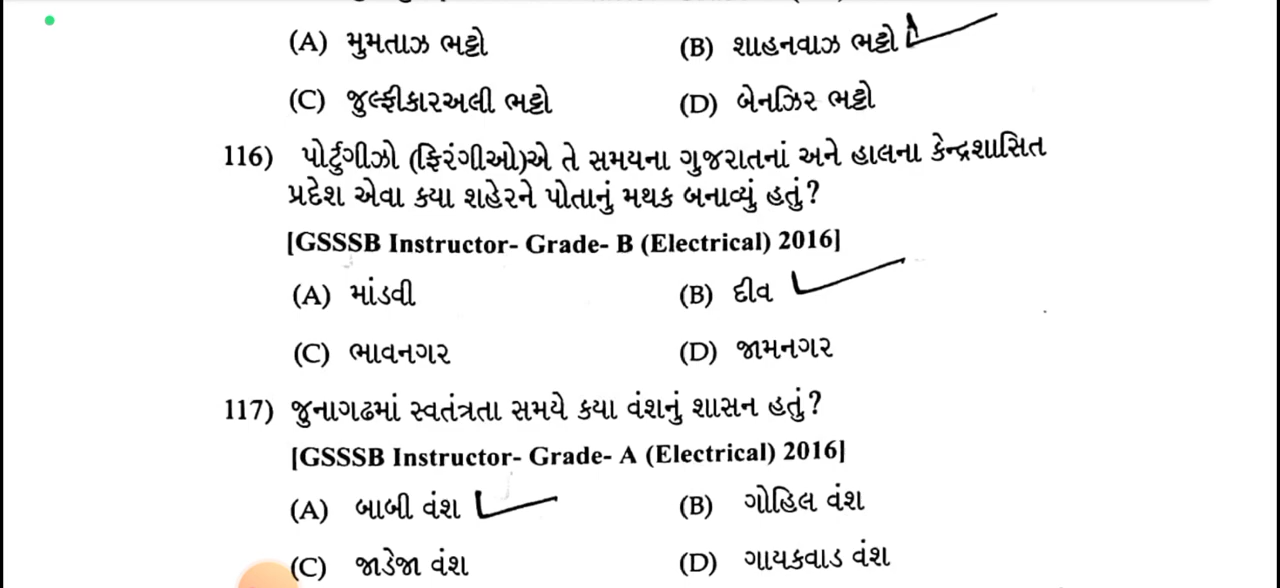 (A) મુમતાઝ ભટ્ટો (B) શાહનવાઝ ભટ્ટો
(C) જુલ્ફીકારઅલી ભટ્ટો (D) બેનઝિર ભટ્ટો
116) પોર્ટુગીઝો (ફિરંગીઓ)એ તે સમયના ગુજરાતનાં અને હાલના કેન્દ્રશાસિત
પ્રદેશ એવા કયા શહેરને પોતાનું મથક બનાવ્યું હતું?
[GSSSB Instructor- Grade- B (Electrical) 2016]
(A) માંડવી (B) દીવ
(C) ભાવનગર (D) જામનગર
117) જુનાગઢમાં સ્વતંત્રતા સમયે કયા વંશનું શાસન હતું?
[GSSSB Instructor- Grade- A (Electrical) 2016]
(A) બાબી વંશ (B) ગોહિલ વંશ
(C) જાડેજા વંશ (D) ગાયકવાડ વંશ